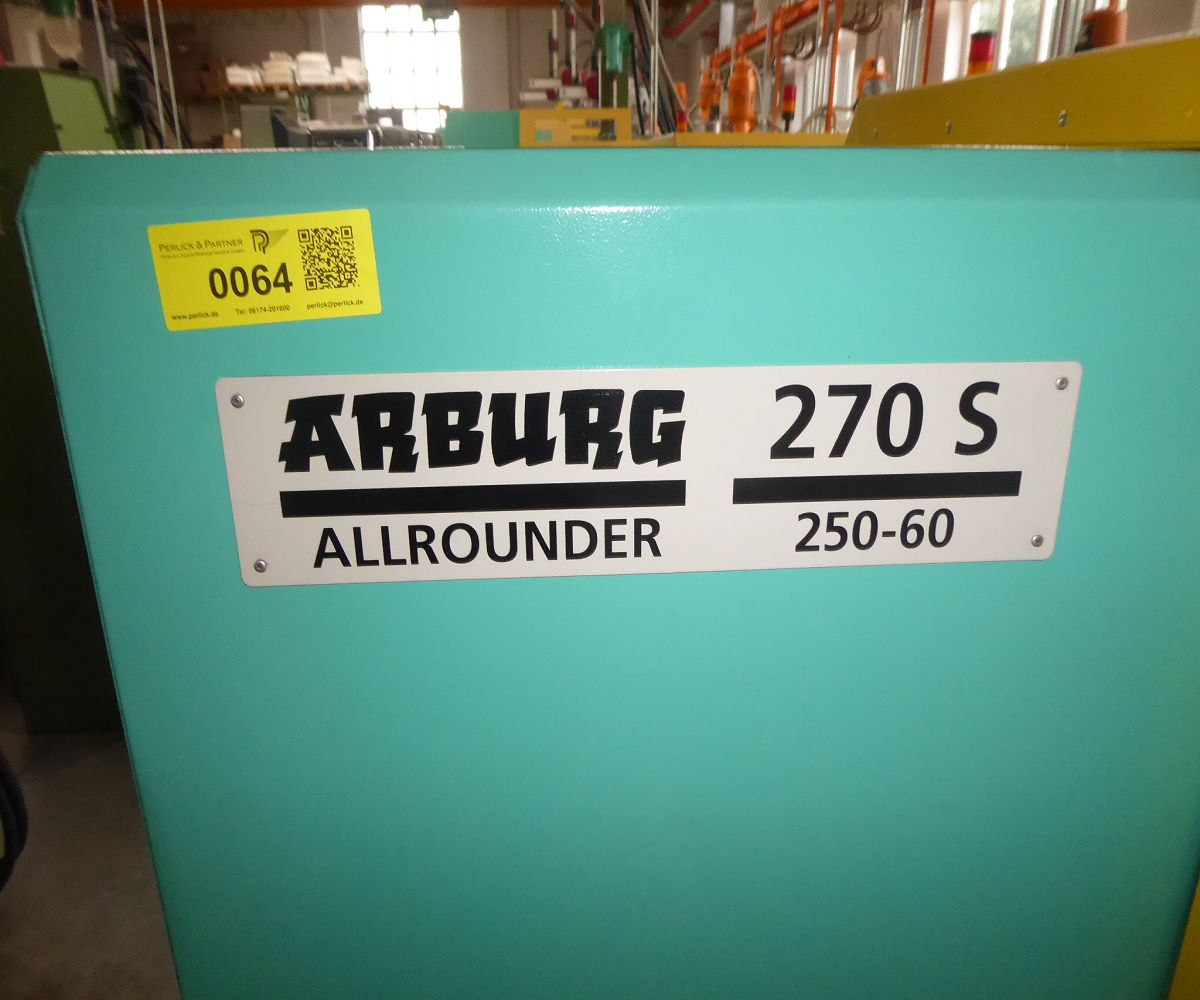 PERLICK & PARTNER
0064
www.perlick.de Tel: 06174-201600 perlick@perlick.de
ARBURG 270 S
ALLROUNDER 250-60